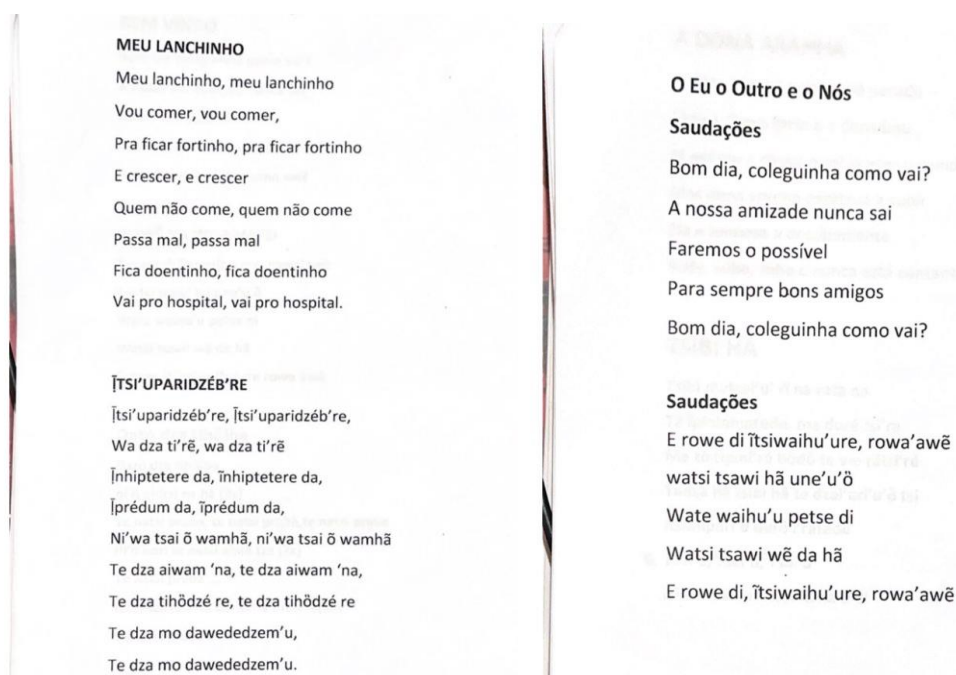 MEU LANCHINHO
Meu lanchinho, meu lanchinho
Vou comer, vou comer,
Pra ficar fortinho, pra ficar fortinho
E crescer, e crescer
Quem não come, quem não come
Passa mal, passa mal
Fica doentinho, fica doentinho
Vai pro hospital, vai pro hospital.
Ĩ̱TSI’UPARIDZÉB’RE
Ĩ̱tsi’uparidzéb’re, Ĩ̱tsi’uparidzéb’re,
Wa dza ti’rẽ, wa dza ti’rẽ
Ĩ̱nhiptetere da, ĩnhiptetere da,
Ĩ̱prédum da, ĩprédum da,
Ni’wa tsai õ wamhã, ni’wa tsai õ wamhã
Te dza aiwam ‘na, te dza aiwam ‘na,
Te dza tihödzé re, te dza tihödzé re
Te dza mo dawededzem’u,
Te dza mo dawededzem’u.
O Eu o Outro e o Nós
Saudações
Bom dia, coleguinha como vai?
A nossa amizade nunca sai
Faremos o possível
Para sempre bons amigos
Bom dia, coleguinha como vai?
Saudações
E rowe di ĩtsiwaihu’ure, rowa’awẽ
watsi tsawi hã une’u’õ
Wate waihu’u petse di
Watsi tsawi wẽ da hã
E rowe di, ĩtsiwaihu’ure, rowa’awẽ